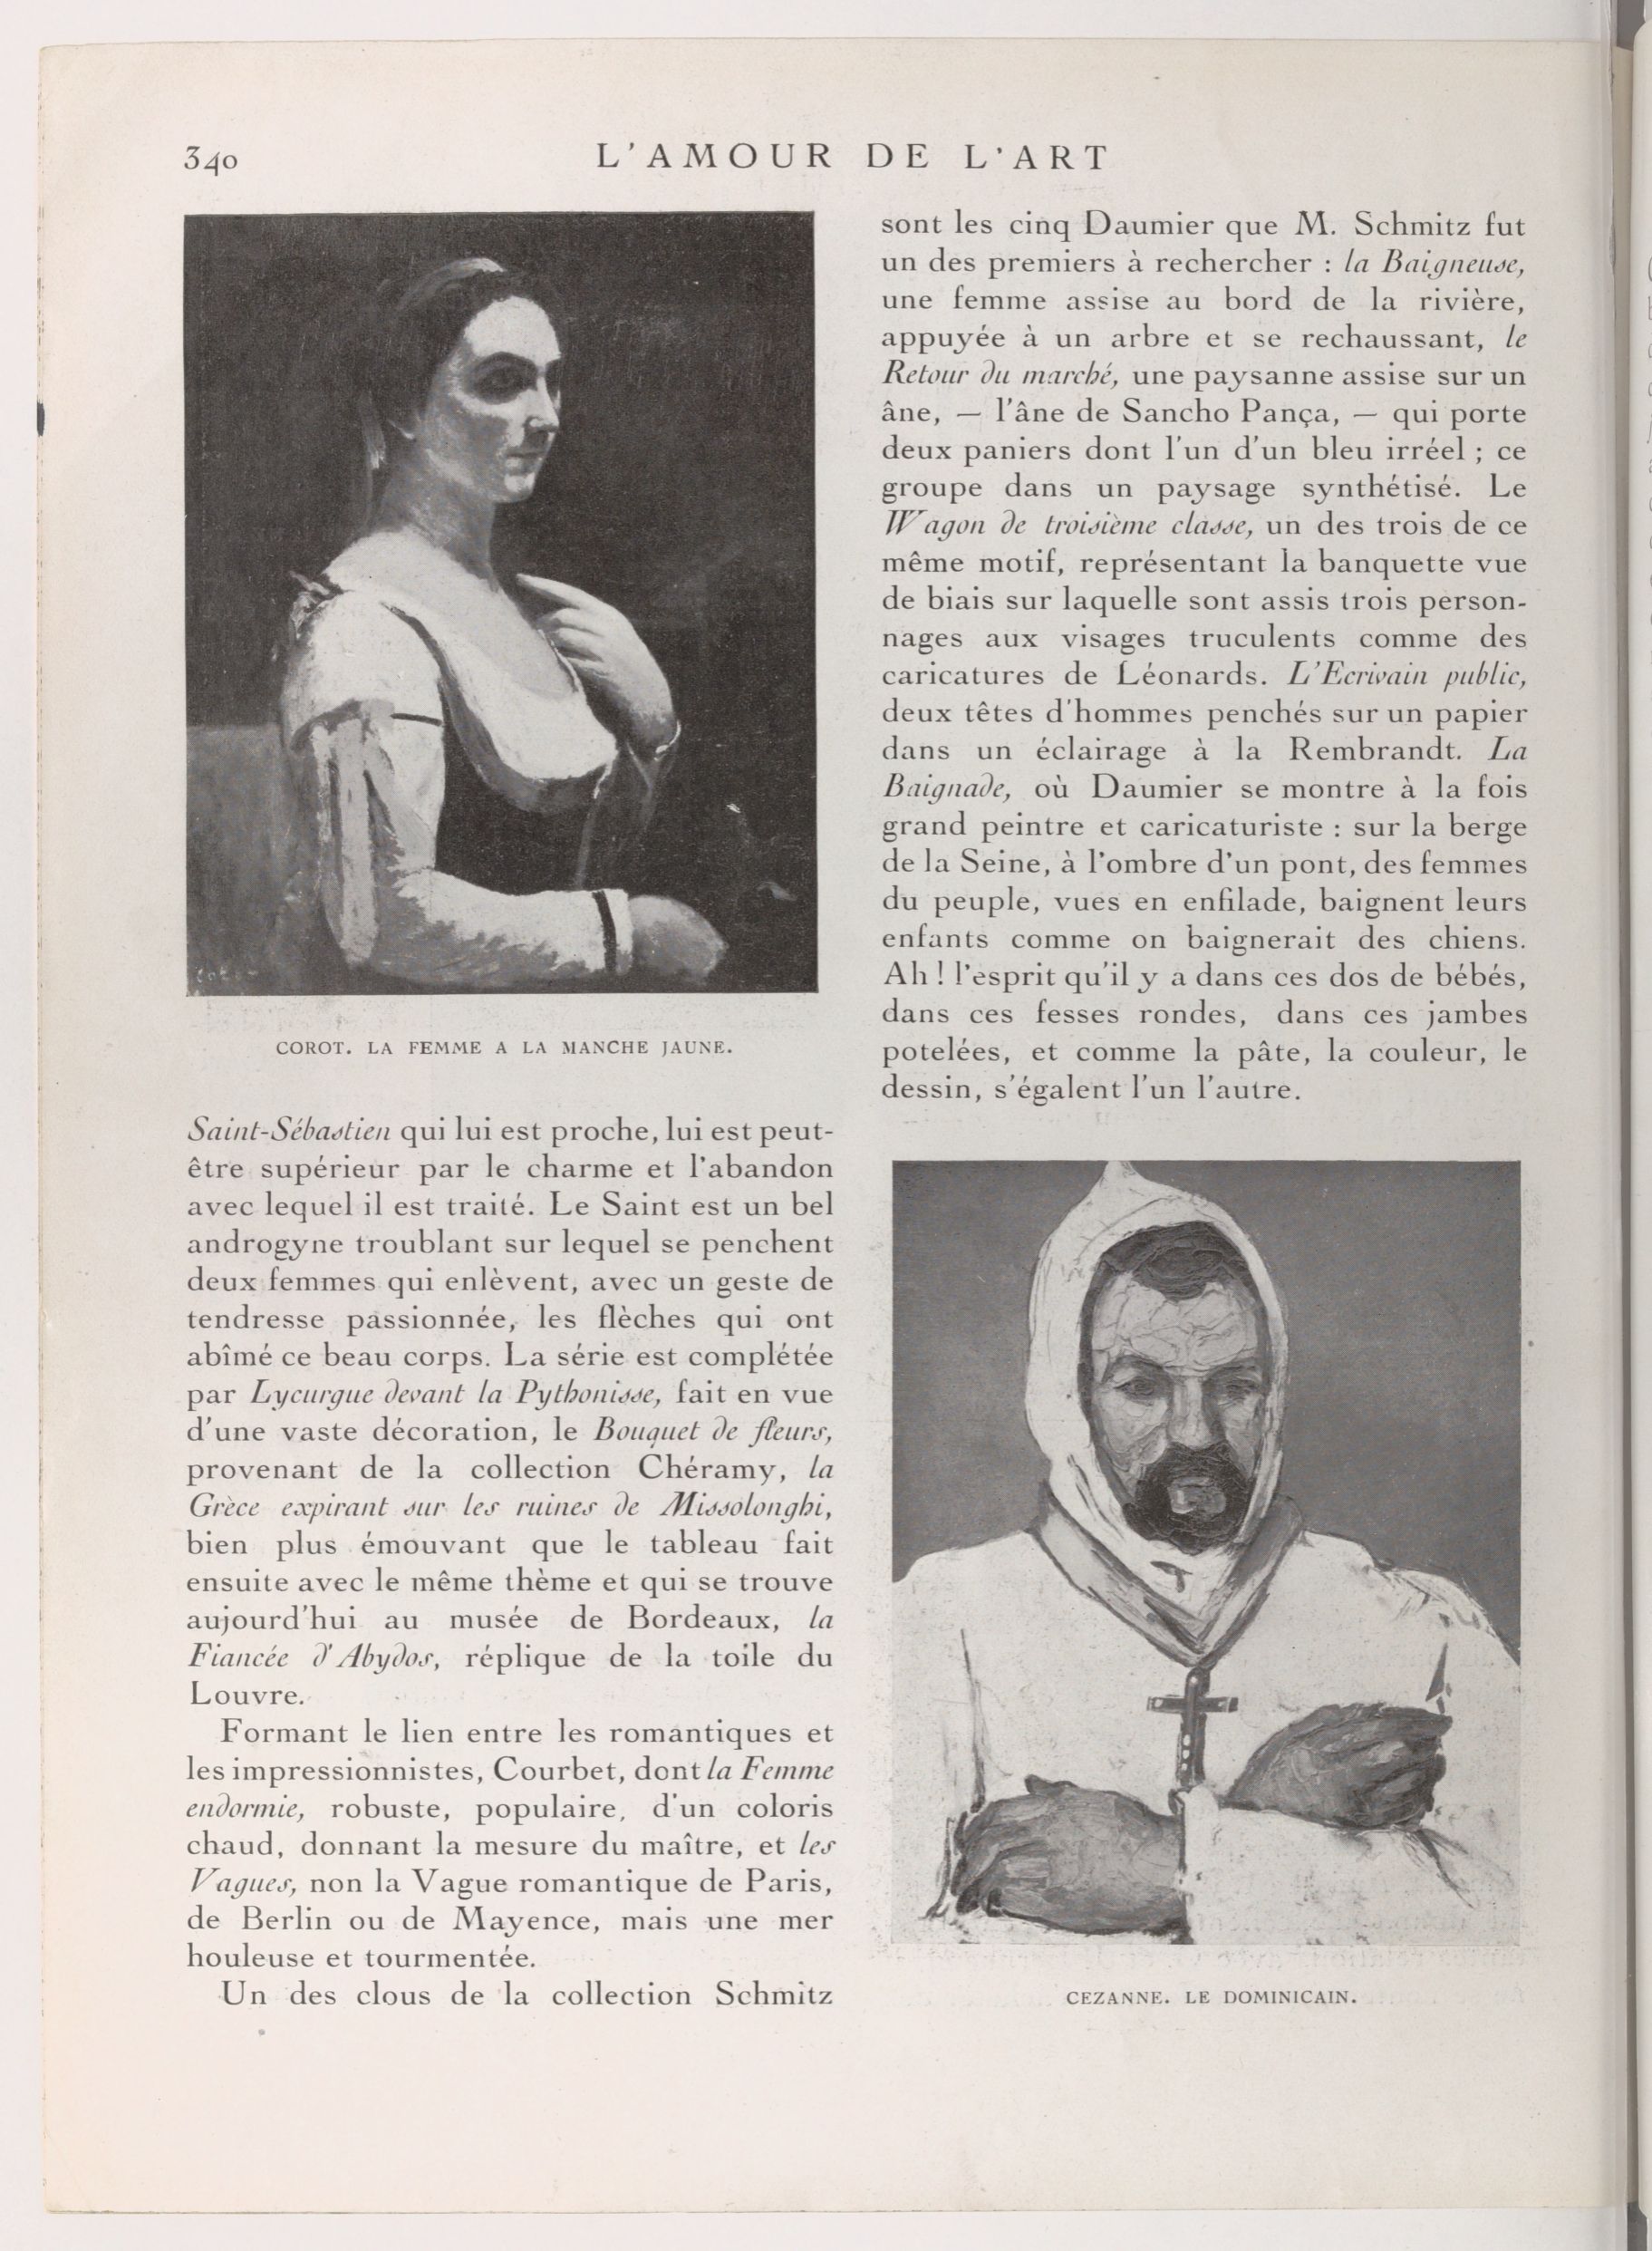 340
L'AMOUR DE L'ART
COROT. LA FEMME A LA MANCHE JAUNE.
Saint-Sébastien qui lui est proche, lui est peut-
être supérieur par le charme et l'abandon
avec lequel il est traité. Le Saint est un bel
androgyne troublant sur lequel se penchent
deux femmes qui enlèvent, avec un geste de
tendresse passionnée, les flèches qui ont
abîmé ce beau corps. La série est complétée
par Lycurgue devant la Pythonisse, fait en vue
d'une vaste décoration, le Bouquet de fleurs,
provenant de la collection Chéramy, la
Grèce expirant sur les ruines de Missolonghi,
bien plus émouvant que le tableau fait
ensuite avec le même thème et qui se trouve
aujourd'hui au musée de Bordeaux, la
Fiancée d'Abydos, réplique de la toile du
Louvre.
Formant le lien entre les romantiques et
les impressionnistes, Courbet, dont la Femme
endormie, robuste, populaire, d'un coloris
chaud, donnant la mesure du maître, et les
Vagues, non la Vague romantique de Paris,
de Berlin ou de Mayence, mais une mer
houleuse et tourmentée.
Un des clous de la collection Schmitz
sont les cinq Daumier que M. Schmitz fut
un des premiers à rechercher : la Baigneuse,
une femme assise au bord de la rivière,
appuyée à un arbre et se rechaussant, le
Retour du marché, une paysanne assise sur un
âne, — l'âne de Sancho Pança, — qui porte
deux paniers dont l'un d'un bleu irréel ; ce
groupe dans un paysage synthétisé. Le
Wagon de troisième classe, un des trois de ce
même motif, représentant la banquette vue
de biais sur laquelle sont assis trois person-
nages aux visages truculents comme des
caricatures de Léonards. L'Ecrivain public,
deux têtes d'hommes penchés sur un papier
dans un éclairage à la Rembrandt. La
Baignade, où Daumier se montre à la fois
grand peintre et caricaturiste : sur la berge
de la Seine, à l'ombre d'un pont, des femmes
du peuple, vues en enfilade, baignent leurs
enfants comme on baignerait des chiens.
Ah ! l'esprit qu'il y a dans ces dos de bébés,
dans ces fesses rondes, dans ces jambes
potelées, et comme la pâte, la couleur, le
dessin, s'égalent l'un l'autre.
CEZANNE. LE DOMINICAIN.